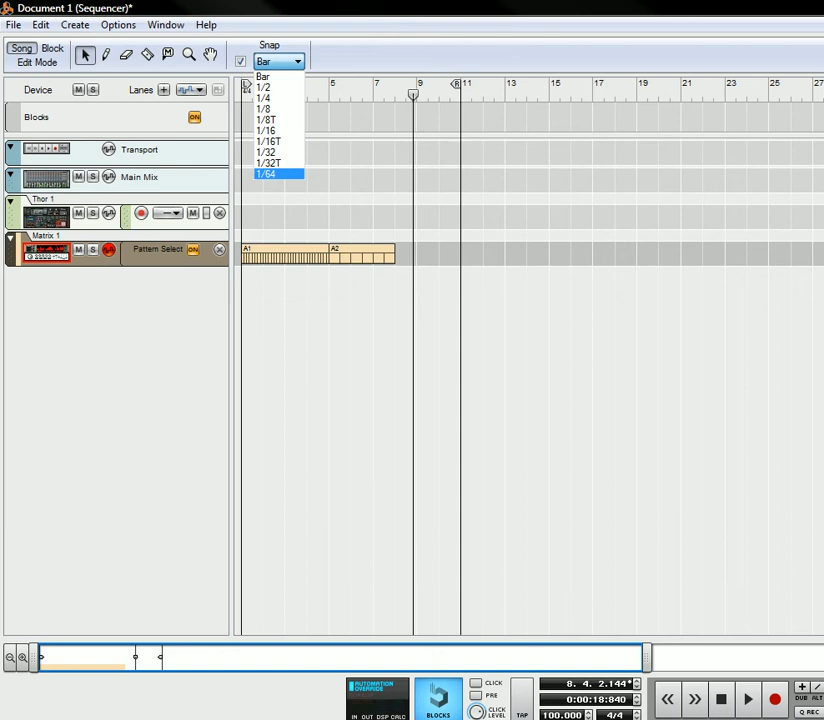 Document 1 (Sequencer)*
File Edit Create Options Window Help
Song Block
Edit Mode
Snap
Bar
Bar
1/2
1/4
1/8
1/8T
1/16
1/16T
1/32
1/32T
1/64
L R
5 7 9 11 13 15 17 19 21 23 25 27
Device M S Lanes
Blocks ON
Transport
M S Main Mix
Thor 1
M S M
Matrix 1
M S Pattern Select ON
A1 A2
AUTOMATION
OVERRIDE
IN OUT DSP CALC
BLOCKS
CLICK
PRE
CLICK
LEVEL
TAP
8. 4. 2.144*
0:00:18:840
100.000 4/4
DUB ALT
Q REC